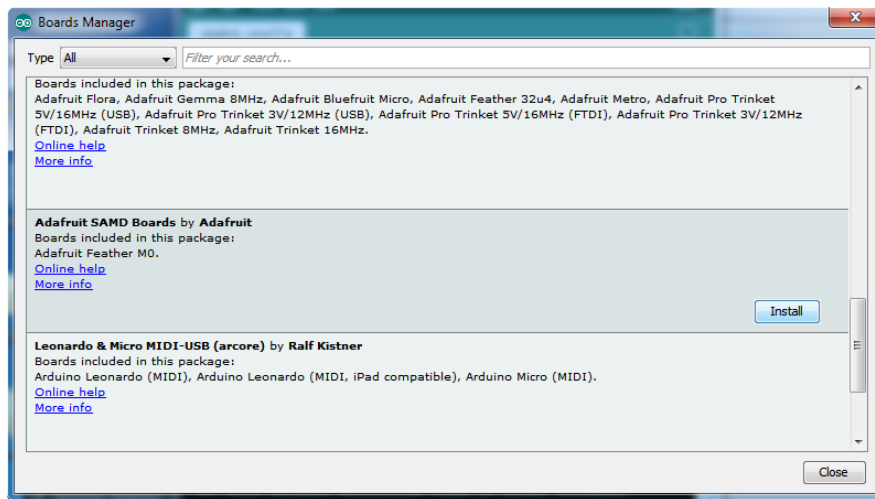 Boards Manager
Type All Filter your search...
Boards included in this package:
Adafruit Flora, Adafruit Gemma 8MHz, Adafruit Bluefruit Micro, Adafruit Feather 32u4, Adafruit Metro, Adafruit Pro Trinket
5V/16MHz (USB), Adafruit Pro Trinket 3V/12MHz (USB), Adafruit Pro Trinket 5V/16MHz (FTDI), Adafruit Pro Trinket 3V/12MHz
(FTDI), Adafruit Trinket 8MHz, Adafruit Trinket 16MHz.
Online help
More info
Adafruit SAMD Boards by Adafruit
Boards included in this package:
Adafruit Feather M0.
Online help
More info
Install
Leonardo & Micro MIDI-USB (arcore) by Ralf Kistner
Boards included in this package:
Arduino Leonardo (MIDI), Arduino Leonardo (MIDI, iPad compatible), Arduino Micro (MIDI).
Online help
More info
Close